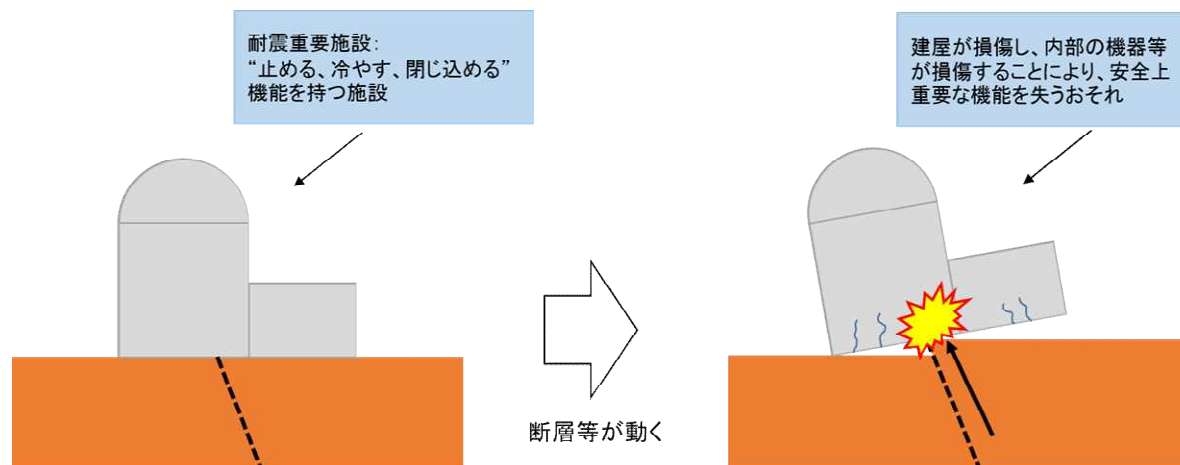 耐震重要施設：
“止める、冷やす、閉じ込める”
機能を持つ施設
建屋が損傷し、内部の機器等
が損傷することにより、安全上
重要な機能を失うおそれ
断層等が動く